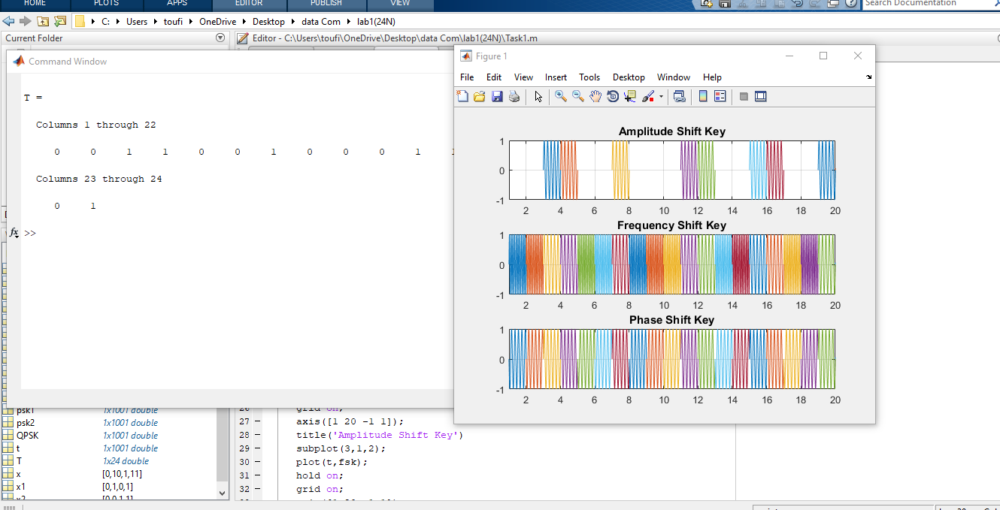 HOME PLOTS APPS EDITOR PUBLISH VIEW
Search Documentation
C: Users toufi OneDrive Desktop data Com lab1(24N)
Current Folder
Editor - C:\Users\toufi\OneDrive\Desktop\data Com\lab1(24N)\Task1.m
Command Window
T =
Columns 1 through 22
0 0 1 1 0 0 1 0 0 0 1
Columns 23 through 24
0 1
fx >>
Figure 1
File Edit View Insert Tools Desktop Window Help
Amplitude Shift Key
1
0
-1
2 4 6 8 10 12 14 16 18 20
Frequency Shift Key
1
0
-1
2 4 6 8 10 12 14 16 18 20
Phase Shift Key
1
0
-1
2 4 6 8 10 12 14 16 18 20
psk1 1x1001 double
psk2 1x1001 double
QPSK 1x1001 double
t 1x1001 double
T 1x24 double
x [0,10,1,11]
x1 [0,1,0,1]
x2 [0,0,1,1]
26 grid on;
27 – axis([1 20 -1 1]);
28 – title('Amplitude Shift Key')
29 – subplot(3,1,2);
30 – plot(t,fsk);
31 – hold on;
32 – grid on;